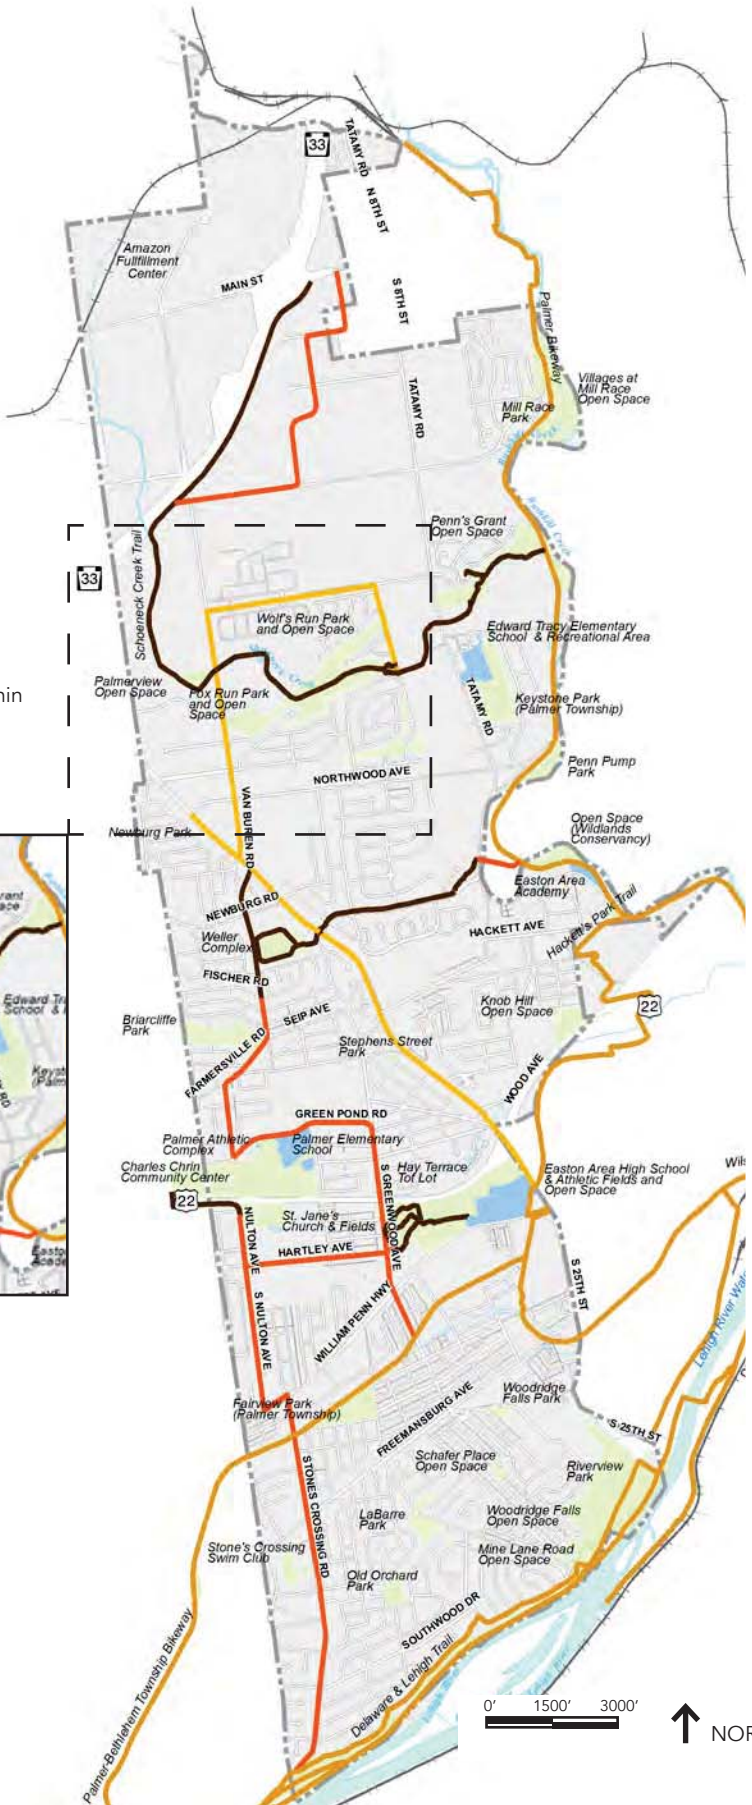 33
TATAMY RD
N 8TH ST
Amazon
Fullfillment
Center
MAIN ST
S 8TH ST
Palmer Bikeway
Villages at
Mill Race
Open Space
TATAMY RD
Mill Race
Park
Bushkill Creek
Penn's Grant
Open Space
Schoeneck Creek Trail
33
Wolf's Run Park
and Open Space
Edward Tracy Elementary
School & Recreational Area
Palmerview
Open Space
Fox Run Park
and Open
Space
TATAMY RD
Keystone Park
(Palmer Township)
Penn Pump
Park
NORTHWOOD AVE
VAN BUREN RD
Newburg Park
Open Space
(Wildlands
Conservancy)
Easton Area
Academy
NEWBURG RD
Hackett's Park Trail
HACKETT AVE
Weller
Complex
FISCHER RD
Edward Tr
School &
Knob Hill
Open Space
22
Briarcliffe
Park
SEIP AVE
FARMERSVILLE RD
Stephens Street
Park
WOOD AVE
GREEN POND RD
Palmer Athletic
Complex
Palmer Elementary
School
Charles Chrin
Community Center
Hay Terrace
Tot Lot
S GREENWOOD AVE
Easton Area High School
& Athletic Fields and
Open Space
22
St. Jane's
Church & Fields
NULTON AVE
HARTLEY AVE
S 25TH ST
S NULTON AVE
WILLIAM PENN HWY
Woodridge
Falls Park
Fairview Park
(Palmer Township)
FREEMANSBURG AVE
S 25TH ST
Schafer Place
Open Space
Riverview
Park
STONES CROSSING RD
LaBarre
Park
Woodridge Falls
Open Space
Stone's Crossing
Swim Club
Mine Lane Road
Open Space
Old Orchard
Park
SOUTHWOOD DR
Palmer-Bethlehem Township Bikeway
Delaware & Lehigh Trail
0' 1500' 3000'